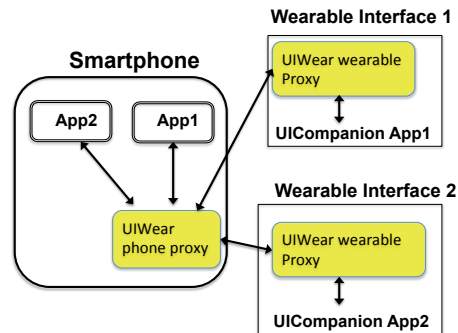 Wearable Interface 1
Smartphone
UIWear wearable
Proxy
App2
App1
UICompanion App1
Wearable Interface 2
UIWear
phone proxy
UIWear wearable
Proxy
UICompanion App2